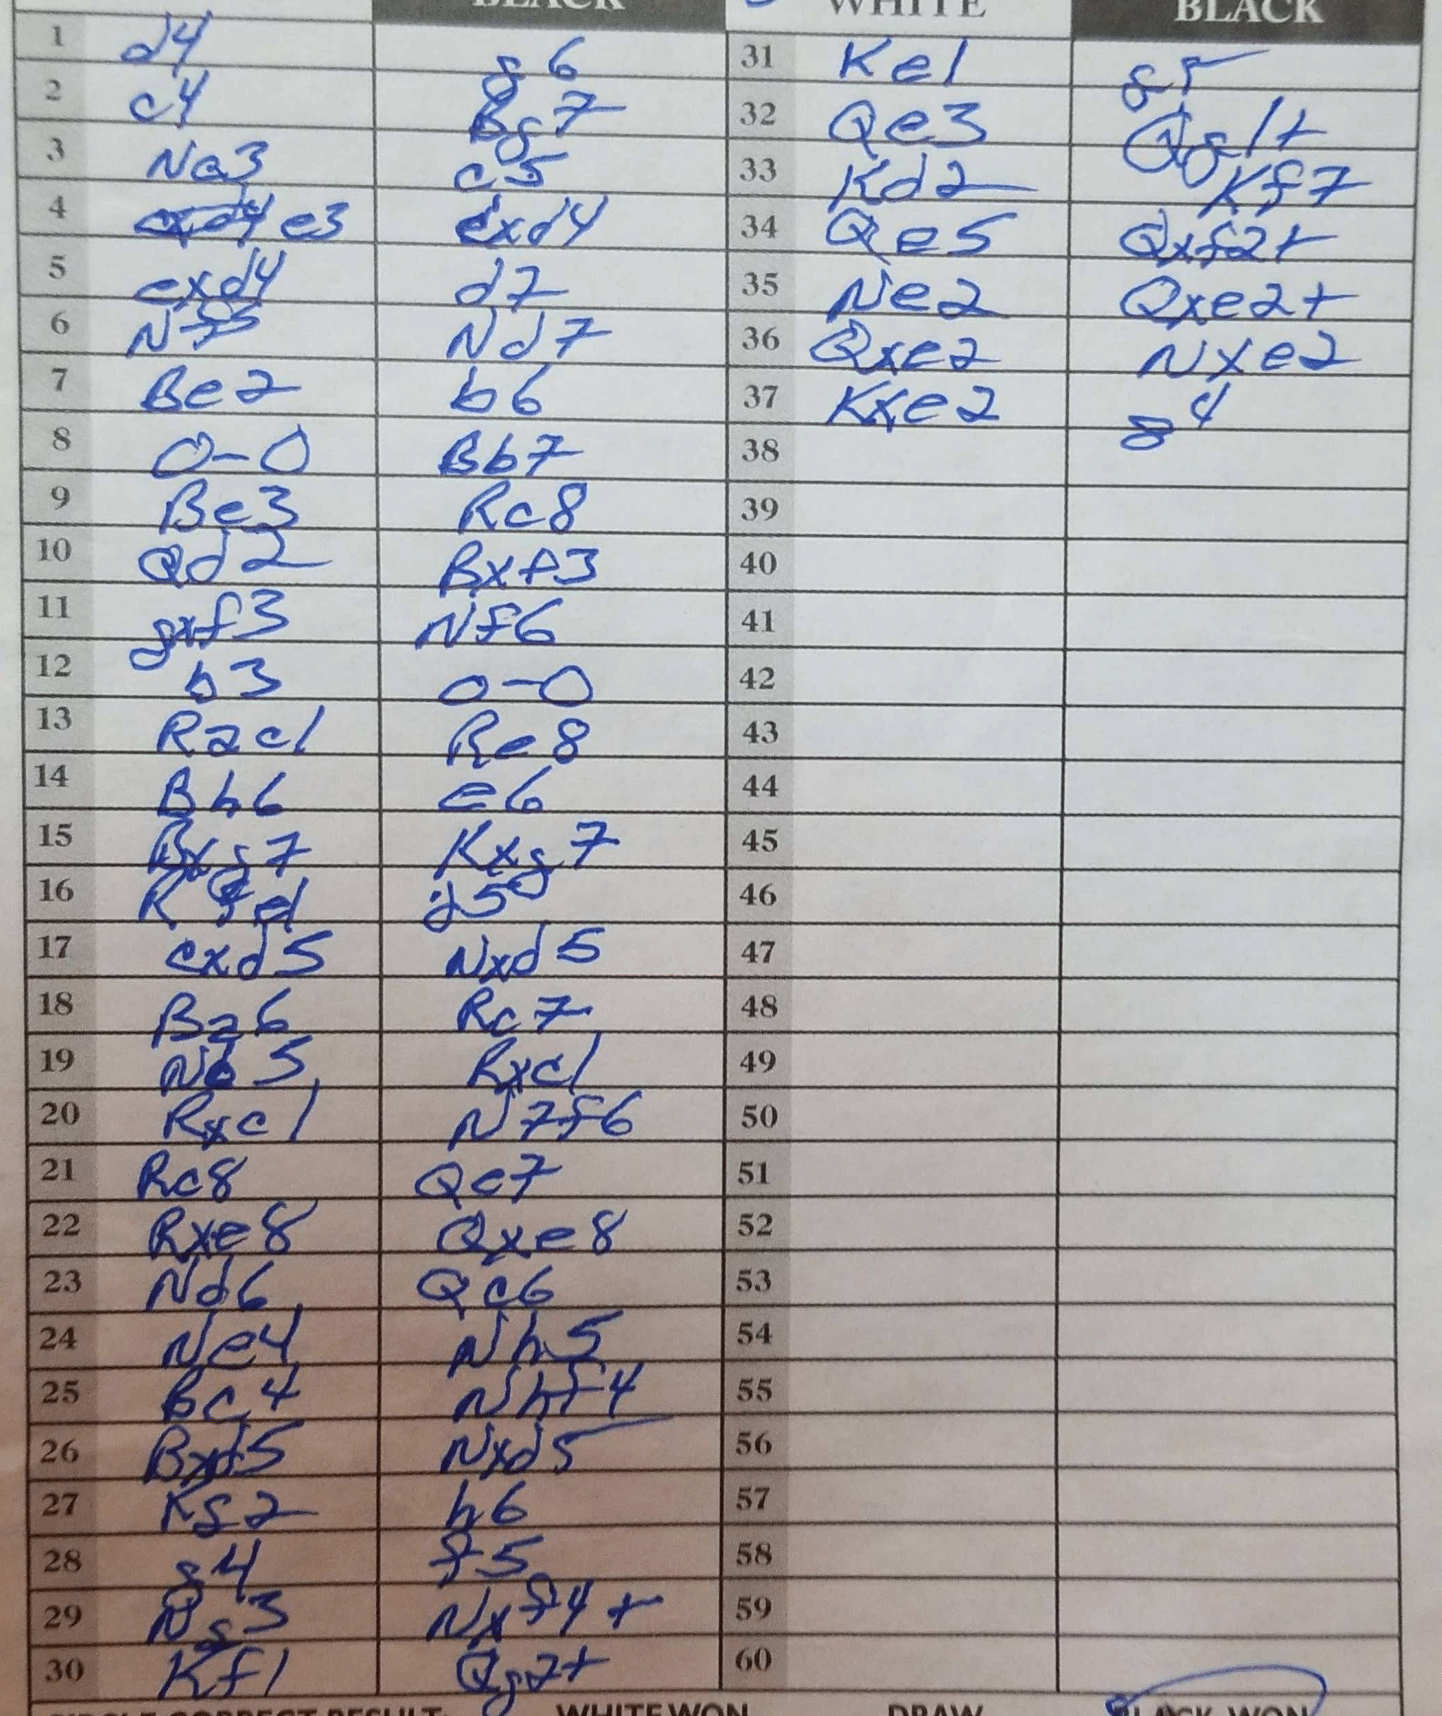 BLACK WHITE BLACK
1 d4 g6
2 c4 Bg7
3 Nc3 c5
4 e3 cxd4
5 exd4 d7
6 Nf3 Nd7
7 Be2 b6
8 0-0 Bb7
9 Be3 Rc8
10 Qd2 Bxf3
11 gxf3 Nf6
12 b3 0-0
13 Rac1 Re8
14 Bh6 e6
15 Bxg7 Kxg7
16 Rfe1 d5
17 cxd5 Nxd5
18 Ba6 Rc7
19 Nb5 Rxc1
20 Rxc1 N7f6
21 Rc8 Qe7
22 Rxe8 Qxe8
23 Nd6 Qc6
24 Ne4 Nh5
25 Bc4 Nhf4
26 Bxd5 Nxd5
27 Kg2 h6
28 g4 f5
29 Ng3 Nxf4+
30 Kf1 Qg2+
31 Ke1 g5
32 Qe3 Qg1+
33 Kd2 Kf7
34 Qe5 Qxf2+
35 Ne2 Qxe2+
36 Qxe2 Nxe2
37 Kxe2 g4
38
39
40
41
42
43
44
45
46
47
48
49
50
51
52
53
54
55
56
57
58
59
60
CIRCLE CORRECT RESULT: WHITE WON DRAW BLACK WON